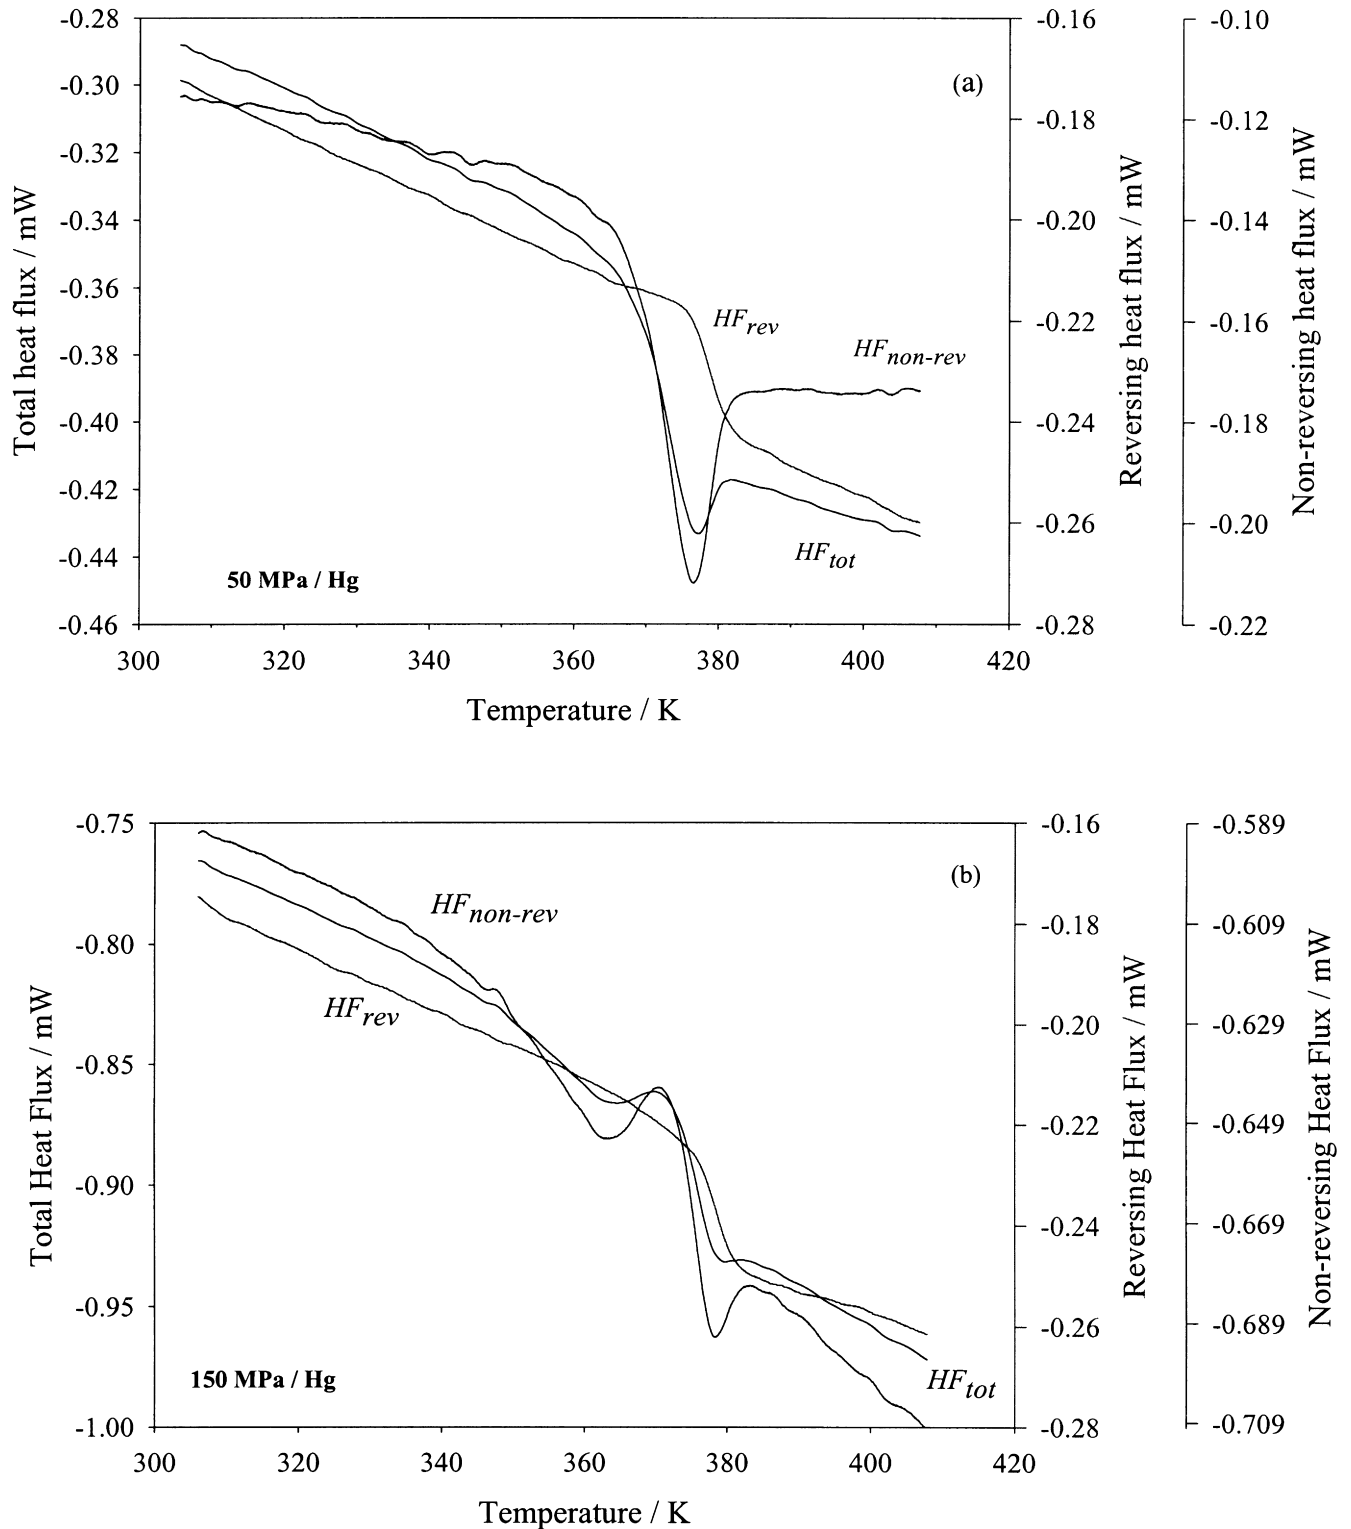 -0.28
-0.30
-0.32
-0.34
-0.36
-0.38
-0.40
-0.42
-0.44
-0.46
Total heat flux / mW
-0.16
-0.18
-0.20
-0.22
-0.24
-0.26
-0.28
Reversing heat flux / mW
-0.10
-0.12
-0.14
-0.16
-0.18
-0.20
-0.22
Non-reversing heat flux / mW
(a)
HFrev
HFnon-rev
HFtot
50 MPa / Hg
300 320 340 360 380 400 420
Temperature / K
-0.75
-0.80
-0.85
-0.90
-0.95
-1.00
Total Heat Flux / mW
-0.16
-0.18
-0.20
-0.22
-0.24
-0.26
-0.28
Reversing Heat Flux / mW
-0.589
-0.609
-0.629
-0.649
-0.669
-0.689
-0.709
Non-reversing Heat Flux / mW
(b)
HFnon-rev
HFrev
HFtot
150 MPa / Hg
300 320 340 360 380 400 420
Temperature / K